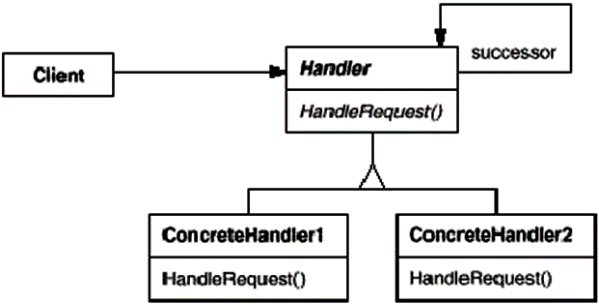 successor
Client
Handler
HandleRequest()
ConcreteHandler1
HandleRequest()
ConcreteHandler2
HandleRequest()